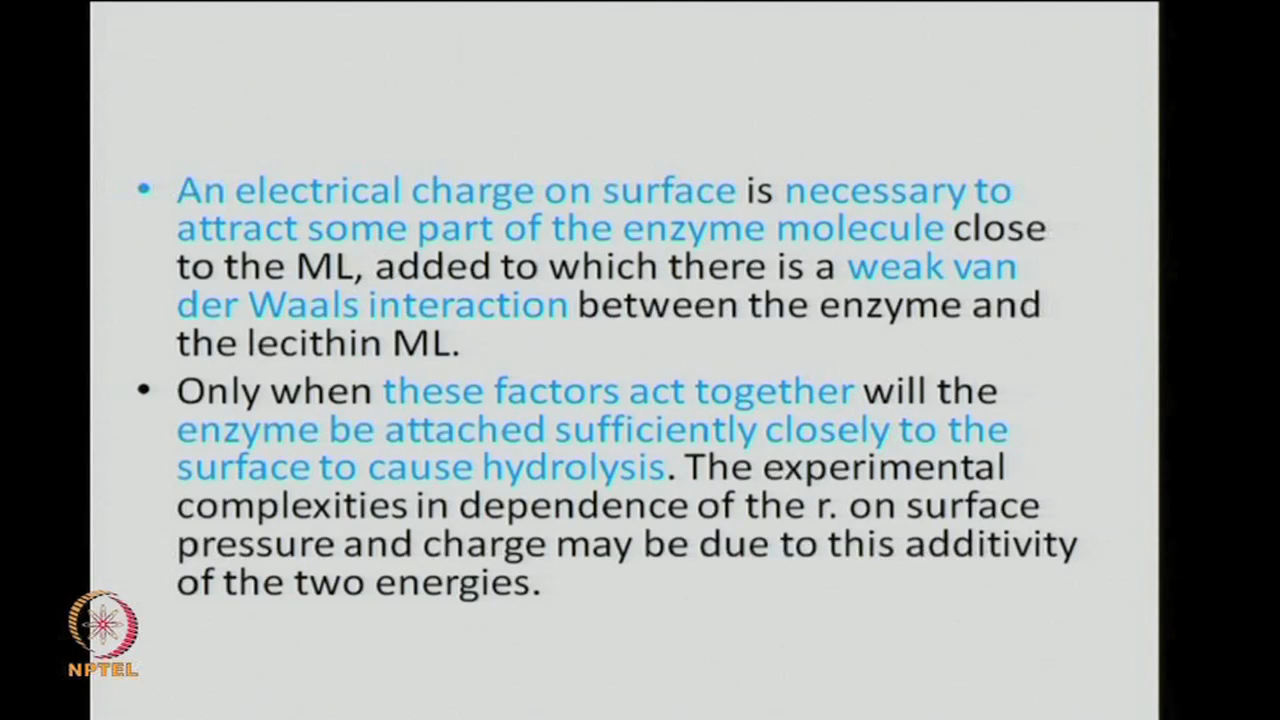 • An electrical charge on surface is necessary to
attract some part of the enzyme molecule close
to the ML, added to which there is a weak van
der Waals interaction between the enzyme and
the lecithin ML.
• Only when these factors act together will the
enzyme be attached sufficiently closely to the
surface to cause hydrolysis. The experimental
complexities in dependence of the r. on surface
pressure and charge may be due to this additivity
of the two energies.
NPTEL